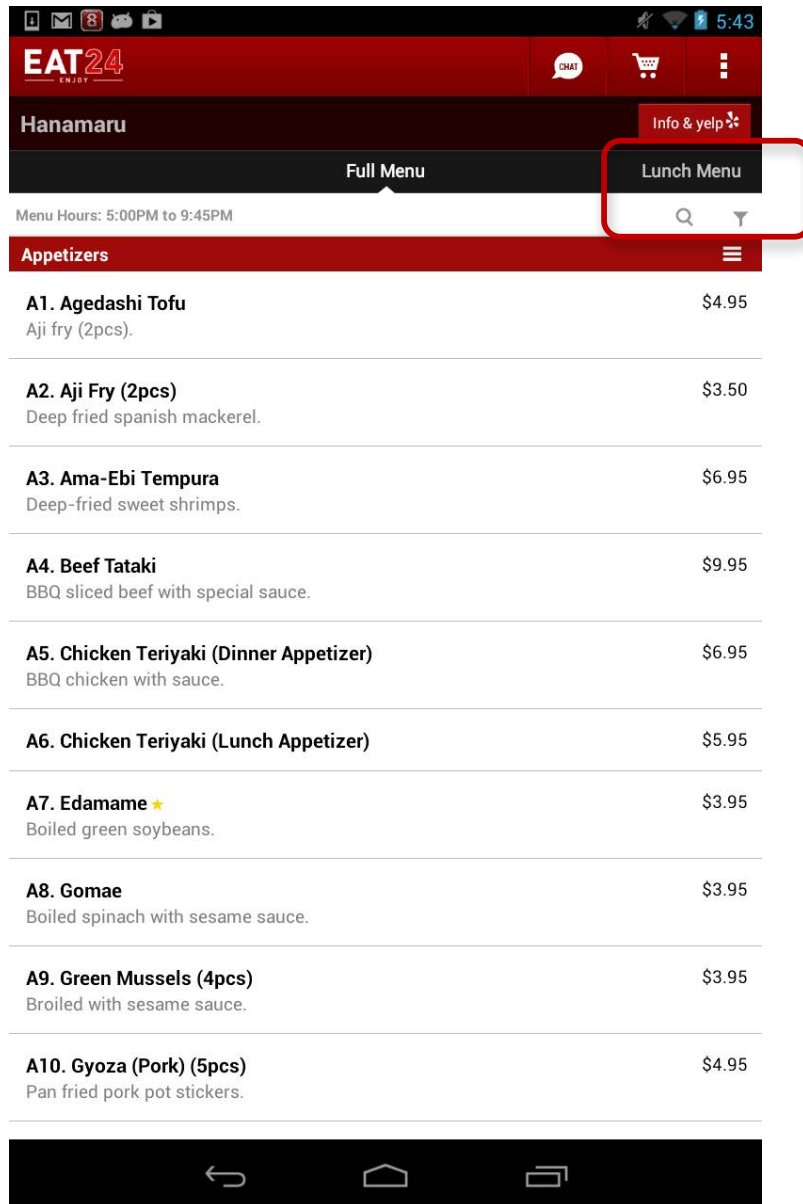 5:43
EAT24
ENJOY
CHAT
Hanamaru
Info & yelp
Full Menu
Lunch Menu
Menu Hours: 5:00PM to 9:45PM
Appetizers
A1. Agedashi Tofu $4.95
Aji fry (2pcs).
A2. Aji Fry (2pcs) $3.50
Deep fried spanish mackerel.
A3. Ama-Ebi Tempura $6.95
Deep-fried sweet shrimps.
A4. Beef Tataki $9.95
BBQ sliced beef with special sauce.
A5. Chicken Teriyaki (Dinner Appetizer) $6.95
BBQ chicken with sauce.
A6. Chicken Teriyaki (Lunch Appetizer) $5.95
A7. Edamame $3.95
Boiled green soybeans.
A8. Gomae $3.95
Boiled spinach with sesame sauce.
A9. Green Mussels (4pcs) $3.95
Broiled with sesame sauce.
A10. Gyoza (Pork) (5pcs) $4.95
Pan fried pork pot stickers.